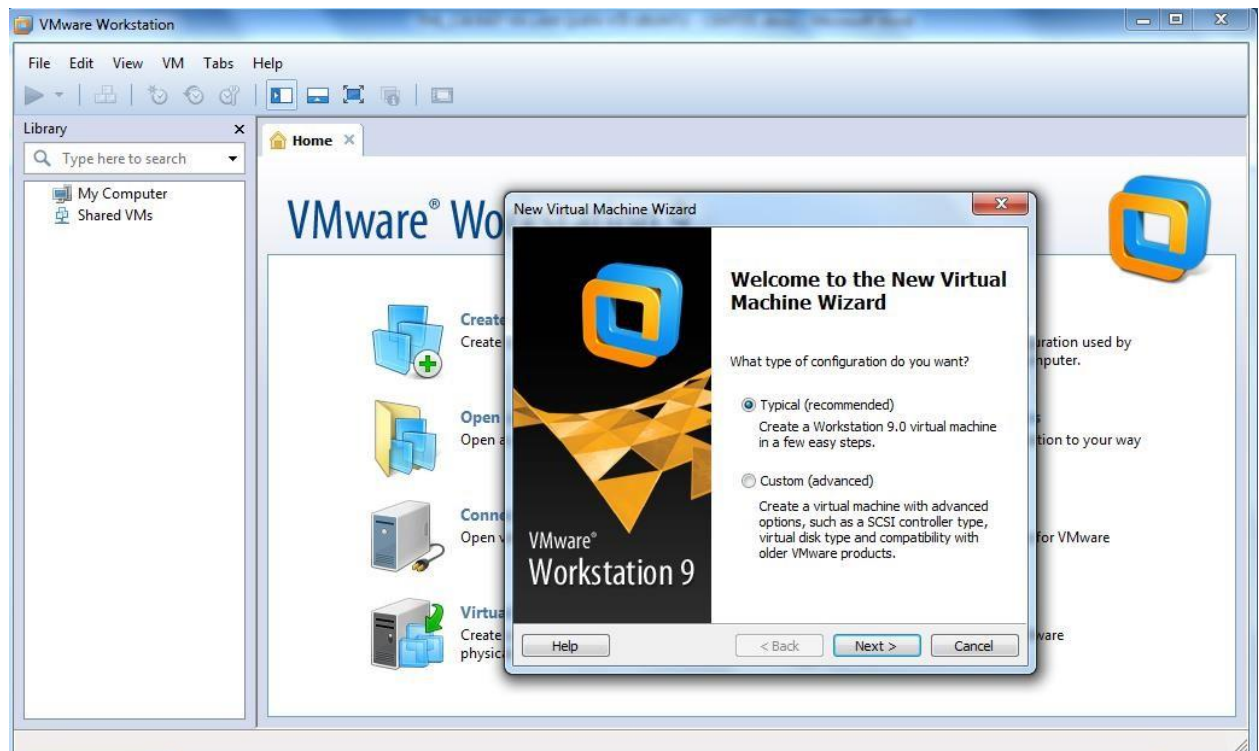 VMware Workstation
File Edit View VM Tabs Help
Library
Type here to search
My Computer
Shared VMs
Home
VMware® Wo
Create
Create
Open
Open a
Conne
Open v
Virtua
Create
physic
New Virtual Machine Wizard
VMware®
Workstation 9
Welcome to the New Virtual
Machine Wizard
What type of configuration do you want?
Typical (recommended)
Create a Workstation 9.0 virtual machine
in a few easy steps.
Custom (advanced)
Create a virtual machine with advanced
options, such as a SCSI controller type,
virtual disk type and compatibility with
older VMware products.
Help
< Back
Next >
Cancel
uration used by
nputer.
s
tion to your way
for VMware
ware